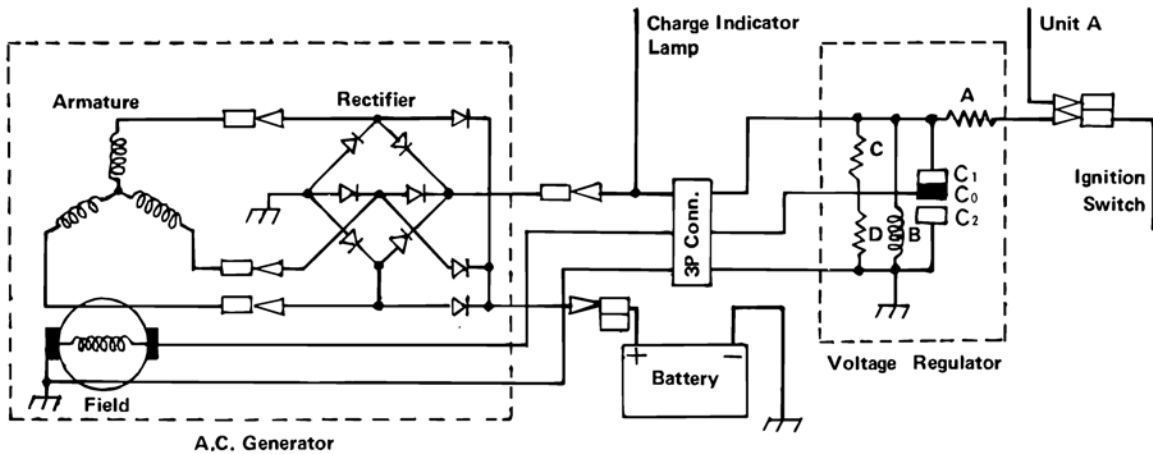 Charge Indicator
Lamp
Unit A
Armature
Rectifier
A
C
C1
C0
C2
D
B
3P Conn.
Ignition
Switch
+
−
Battery
Voltage Regulator
Field
A.C. Generator